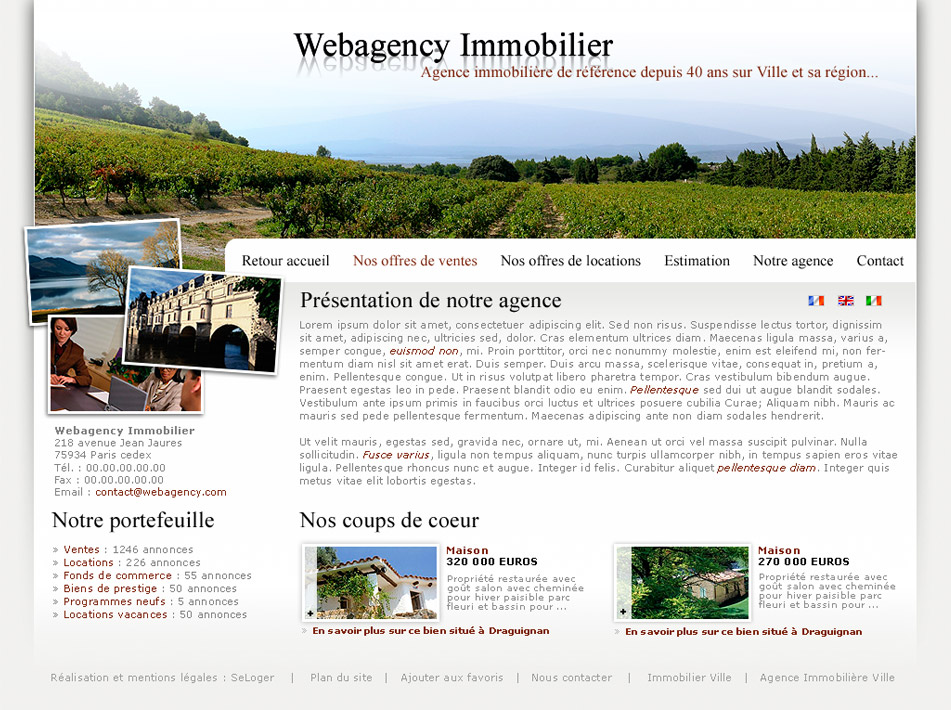 Webagency Immobilier
Agence immobilière de référence depuis 40 ans sur Ville et sa région...
Retour accueil Nos offres de ventes Nos offres de locations Estimation Notre agence Contact
Présentation de notre agence
Lorem ipsum dolor sit amet, consectetuer adipiscing elit. Sed non risus. Suspendisse lectus tortor, dignissim
sit amet, adipiscing nec, ultricies sed, dolor. Cras elementum ultrices diam. Maecenas ligula massa, varius a,
semper congue, euismod non, mi. Proin porttitor, orci nec nonummy molestie, enim est eleifend mi, non fer-
mentum diam nisl sit amet erat. Duis semper. Duis arcu massa, scelerisque vitae, consequat in, pretium a,
enim. Pellentesque congue. Ut in risus volutpat libero pharetra tempor. Cras vestibulum bibendum augue.
Praesent egestas leo in pede. Praesent blandit odio eu enim. Pellentesque sed dui ut augue blandit sodales.
Vestibulum ante ipsum primis in faucibus orci luctus et ultrices posuere cubilia Curae; Aliquam nibh. Mauris ac
mauris sed pede pellentesque fermentum. Maecenas adipiscing ante non diam sodales hendrerit.
Ut velit mauris, egestas sed, gravida nec, ornare ut, mi. Aenean ut orci vel massa suscipit pulvinar. Nulla
sollicitudin. Fusce varius, ligula non tempus aliquam, nunc turpis ullamcorper nibh, in tempus sapien eros vitae
ligula. Pellentesque rhoncus nunc et augue. Integer id felis. Curabitur aliquet pellentesque diam. Integer quis
metus vitae elit lobortis egestas.
Webagency Immobilier
218 avenue Jean Jaures
75934 Paris cedex
Tél. : 00.00.00.00.00
Fax : 00.00.00.00.00
Email : contact@webagency.com
Notre portefeuille
» Ventes : 1246 annonces
» Locations : 226 annonces
» Fonds de commerce : 55 annonces
» Biens de prestige : 50 annonces
» Programmes neufs : 5 annonces
» Locations vacances : 50 annonces
Nos coups de coeur
Maison
320 000 EUROS
Propriété restaurée avec
goût salon avec cheminée
pour hiver paisible parc
fleuri et bassin pour ...
» En savoir plus sur ce bien situé à Draguignan
Maison
270 000 EUROS
Propriété restaurée avec
goût salon avec cheminée
pour hiver paisible parc
fleuri et bassin pour ...
» En savoir plus sur ce bien situé à Draguignan
Réalisation et mentions légales : SeLoger | Plan du site | Ajouter aux favoris | Nous contacter | Immobilier Ville | Agence Immobilière Ville